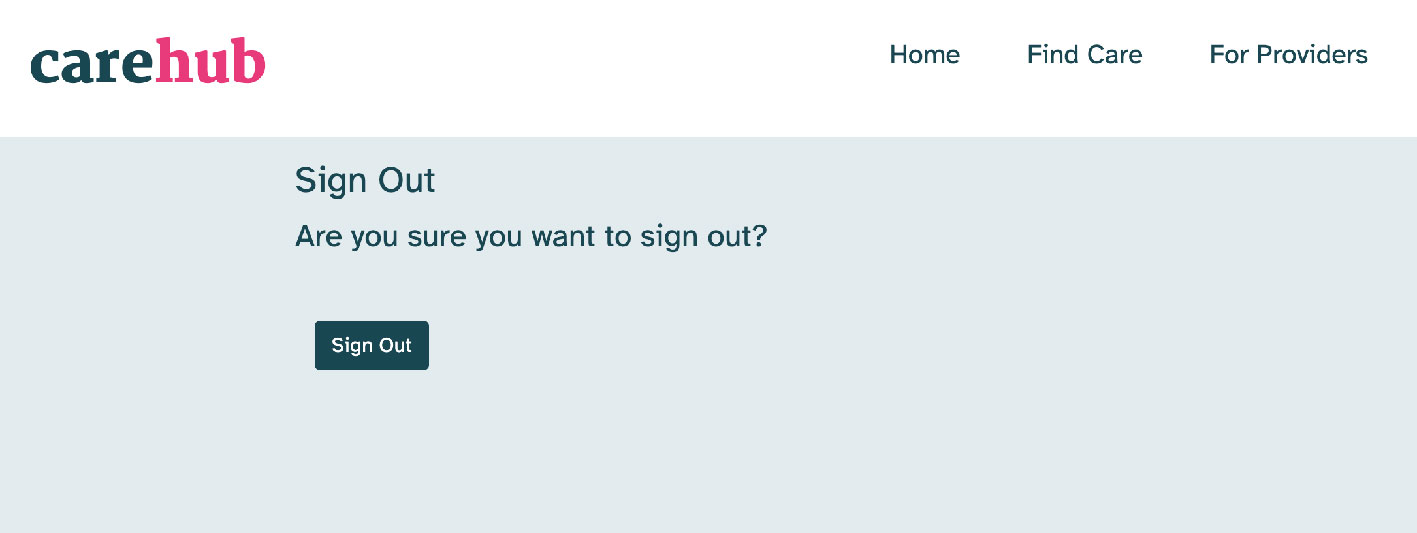 carehub
Home Find Care For Providers
Sign Out
Are you sure you want to sign out?
Sign Out